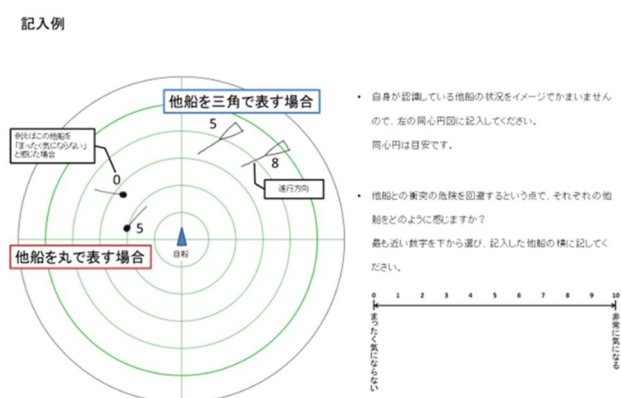 記入例
他船を三角で表す場合
5
8
例えばこの他船を
「まったく気にならない」
と感じた場合
0
進行方向
5
自船
他船を丸で表す場合
• 自身が認識している他船の状況をイメージでかまいません
ので、左の同心円図に記入してください。
同心円は目安です。
• 他船との衝突の危険を回避するという点で、それぞれの他
船をどのように感じますか？
最も近い数字を下から選び、記入した他船の横に記してく
ださい。
0 1 2 3 4 5 6 7 8 9 10
まったく気にならない
非常に気になる